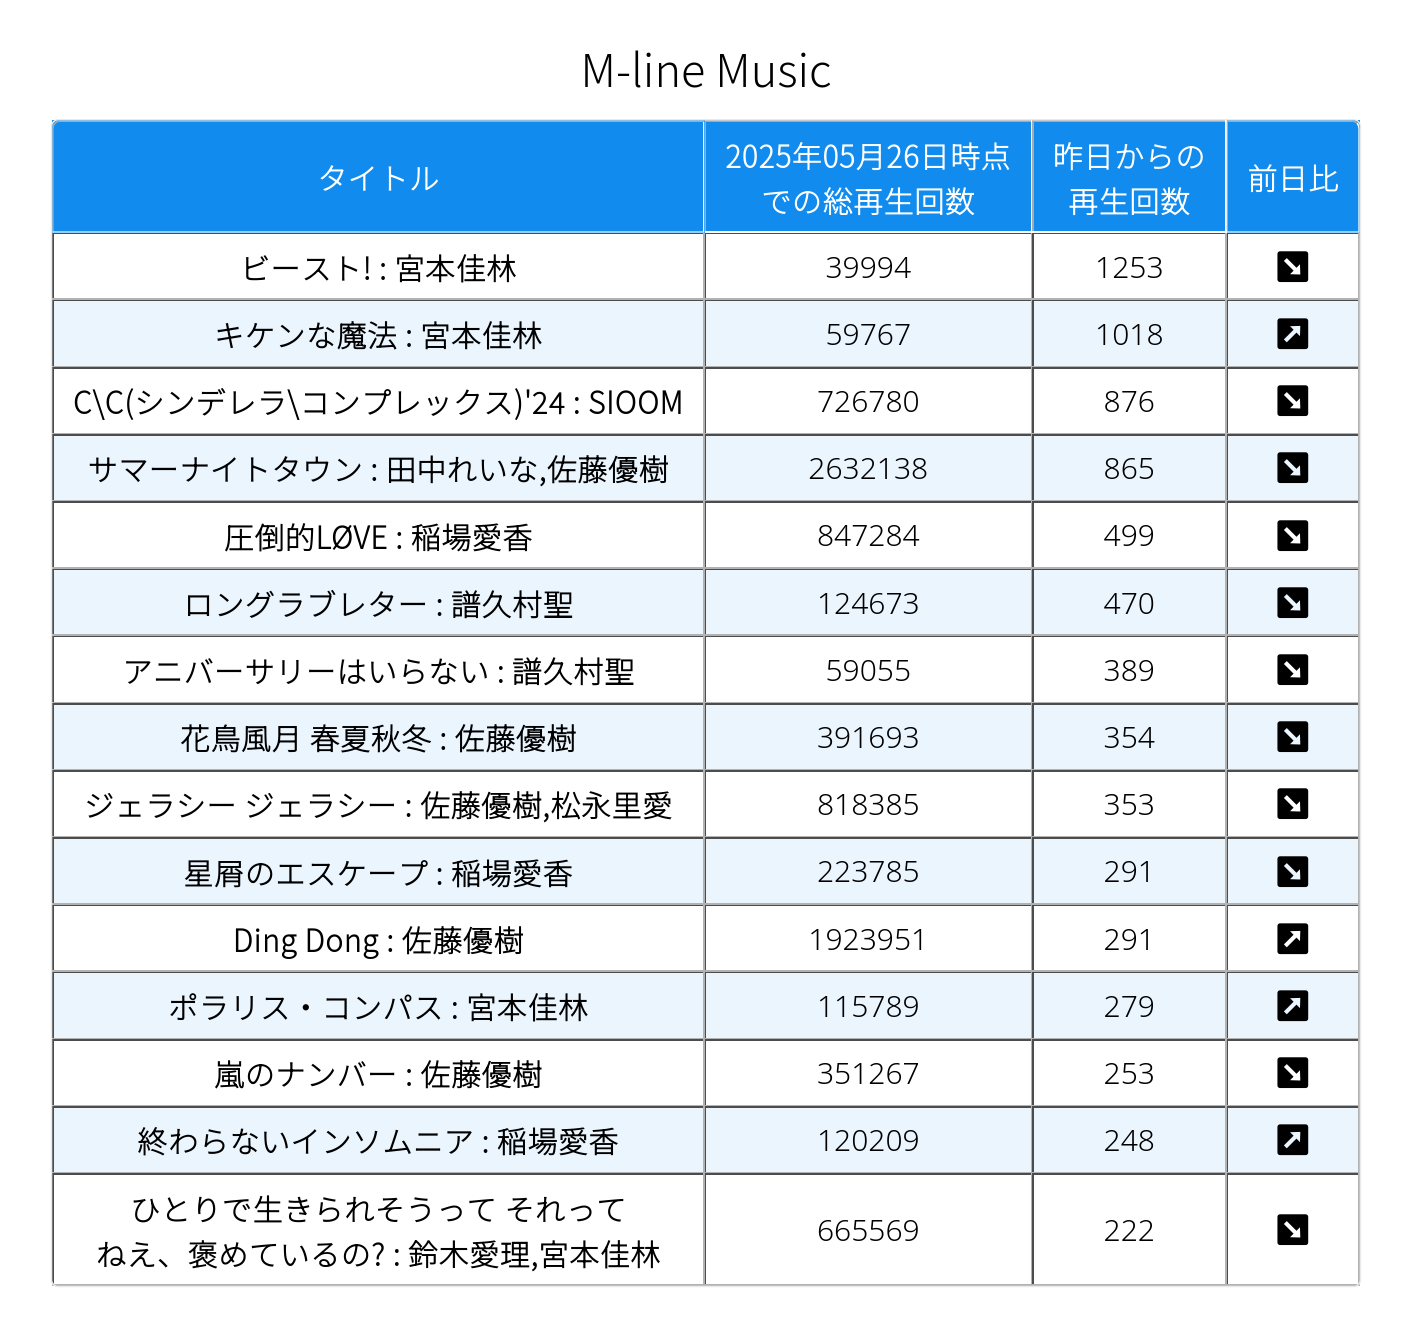 M-line Music
タイトル
2025年05月26日時点
での総再生回数
昨日からの
再生回数
前日比
ビースト! : 宮本佳林 39994 1253 ↘
キケンな魔法 : 宮本佳林 59767 1018 ↗
C\C(シンデレラ\コンプレックス)'24 : SIOOM 726780 876 ↘
サマーナイトタウン : 田中れいな,佐藤優樹 2632138 865 ↘
圧倒的LØVE : 稲場愛香 847284 499 ↘
ロングラブレター : 譜久村聖 124673 470 ↘
アニバーサリーはいらない : 譜久村聖 59055 389 ↘
花鳥風月 春夏秋冬 : 佐藤優樹 391693 354 ↘
ジェラシー ジェラシー : 佐藤優樹,松永里愛 818385 353 ↘
星屑のエスケープ : 稲場愛香 223785 291 ↘
Ding Dong : 佐藤優樹 1923951 291 ↗
ポラリス・コンパス : 宮本佳林 115789 279 ↗
嵐のナンバー : 佐藤優樹 351267 253 ↘
終わらないインソムニア : 稲場愛香 120209 248 ↗
ひとりで生きられそうって それって
ねえ、褒めているの? : 鈴木愛理,宮本佳林 665569 222 ↘